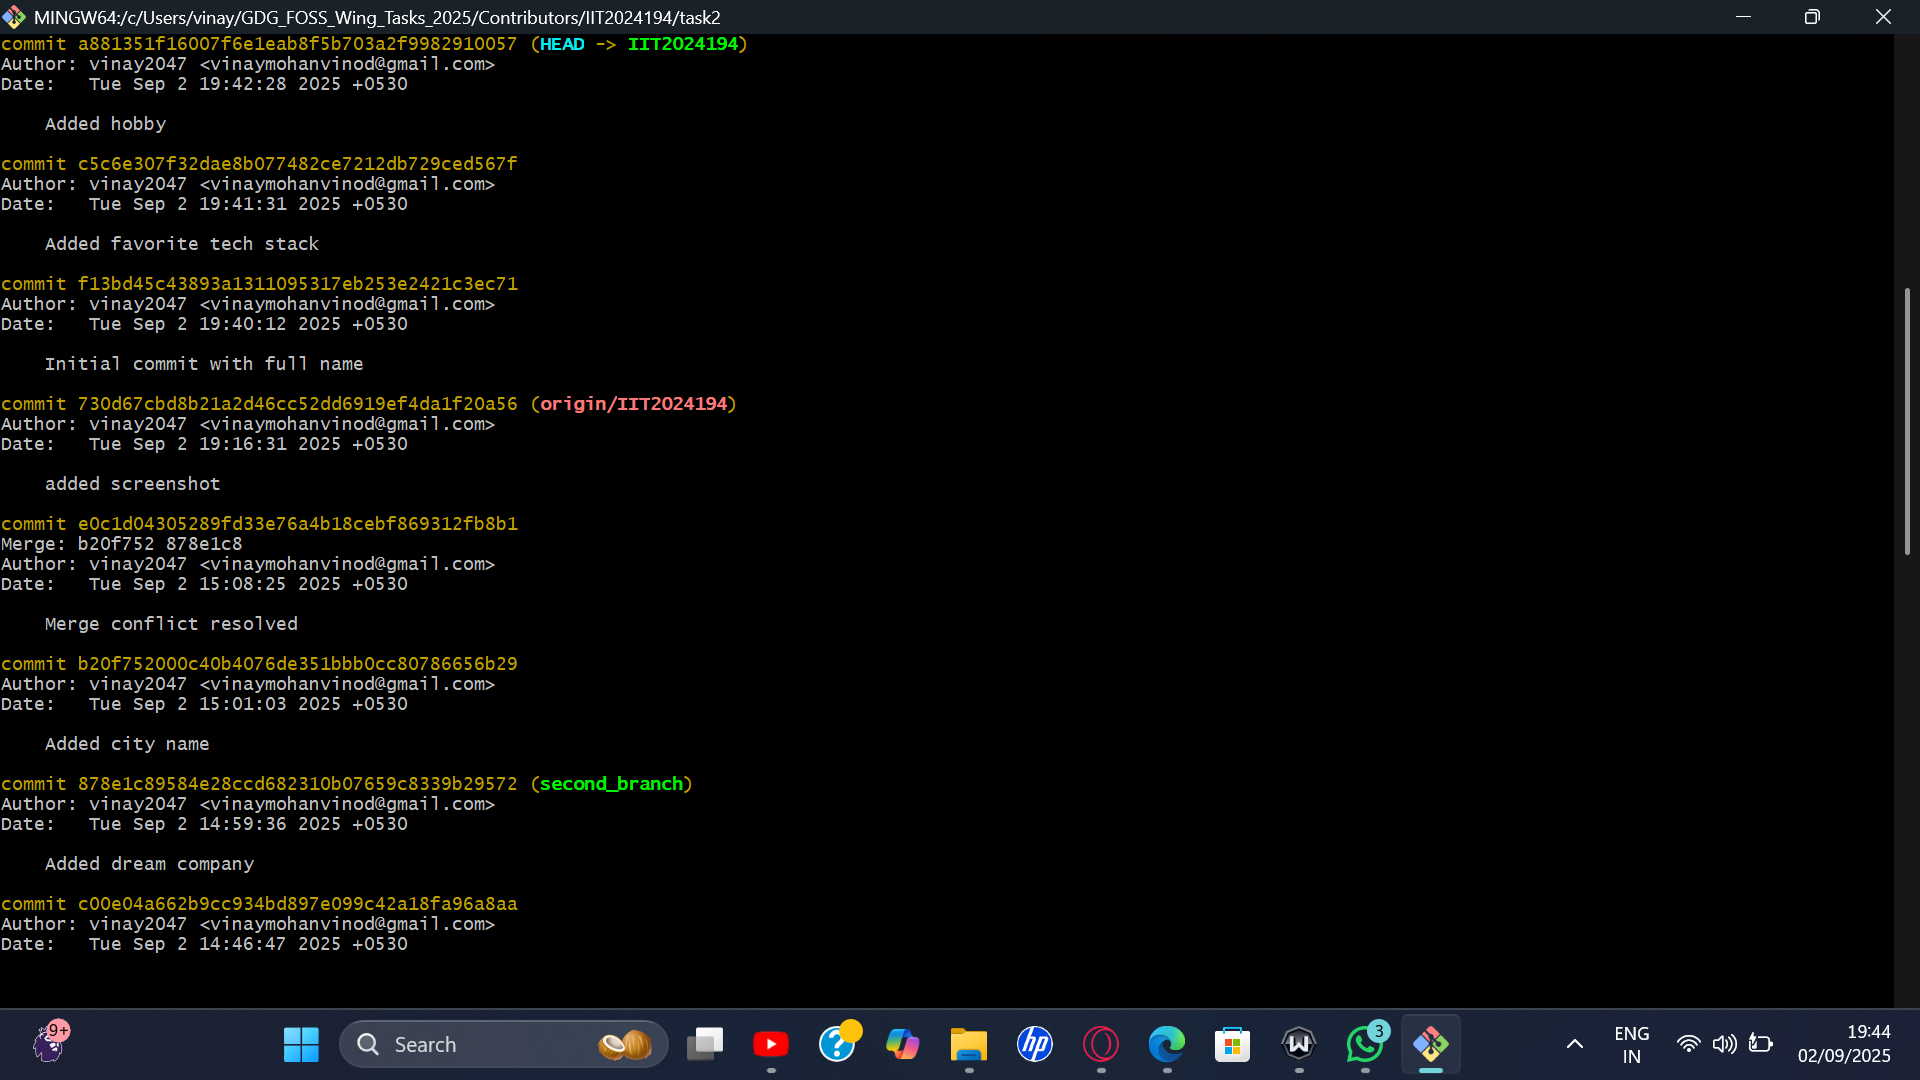 MINGW64:/c/Users/vinay/GDG_FOSS_Wing_Tasks_2025/Contributors/IIT2024194/task2
commit a881351f16007f6e1eab8f5b703a2f9982910057 (HEAD -> IIT2024194)
Author: vinay2047 <vinaymohanvinod@gmail.com>
Date:   Tue Sep 2 19:42:28 2025 +0530
    Added hobby
commit c5c6e307f32dae8b077482ce7212db729ced567f
Author: vinay2047 <vinaymohanvinod@gmail.com>
Date:   Tue Sep 2 19:41:31 2025 +0530
    Added favorite tech stack
commit f13bd45c43893a1311095317eb253e2421c3ec71
Author: vinay2047 <vinaymohanvinod@gmail.com>
Date:   Tue Sep 2 19:40:12 2025 +0530
    Initial commit with full name
commit 730d67cbd8b21a2d46cc52dd6919ef4da1f20a56 (origin/IIT2024194)
Author: vinay2047 <vinaymohanvinod@gmail.com>
Date:   Tue Sep 2 19:16:31 2025 +0530
    added screenshot
commit e0c1d04305289fd33e76a4b18cebf869312fb8b1
Merge: b20f752 878e1c8
Author: vinay2047 <vinaymohanvinod@gmail.com>
Date:   Tue Sep 2 15:08:25 2025 +0530
    Merge conflict resolved
commit b20f752000c40b4076de351bbb0cc80786656b29
Author: vinay2047 <vinaymohanvinod@gmail.com>
Date:   Tue Sep 2 15:01:03 2025 +0530
    Added city name
commit 878e1c89584e28ccd682310b07659c8339b29572 (second_branch)
Author: vinay2047 <vinaymohanvinod@gmail.com>
Date:   Tue Sep 2 14:59:36 2025 +0530
    Added dream company
commit c00e04a662b9cc934bd897e099c42a18fa96a8aa
Author: vinay2047 <vinaymohanvinod@gmail.com>
Date:   Tue Sep 2 14:46:47 2025 +0530
9+
Search
?
hp
W
3
ENG
IN
19:44
02/09/2025